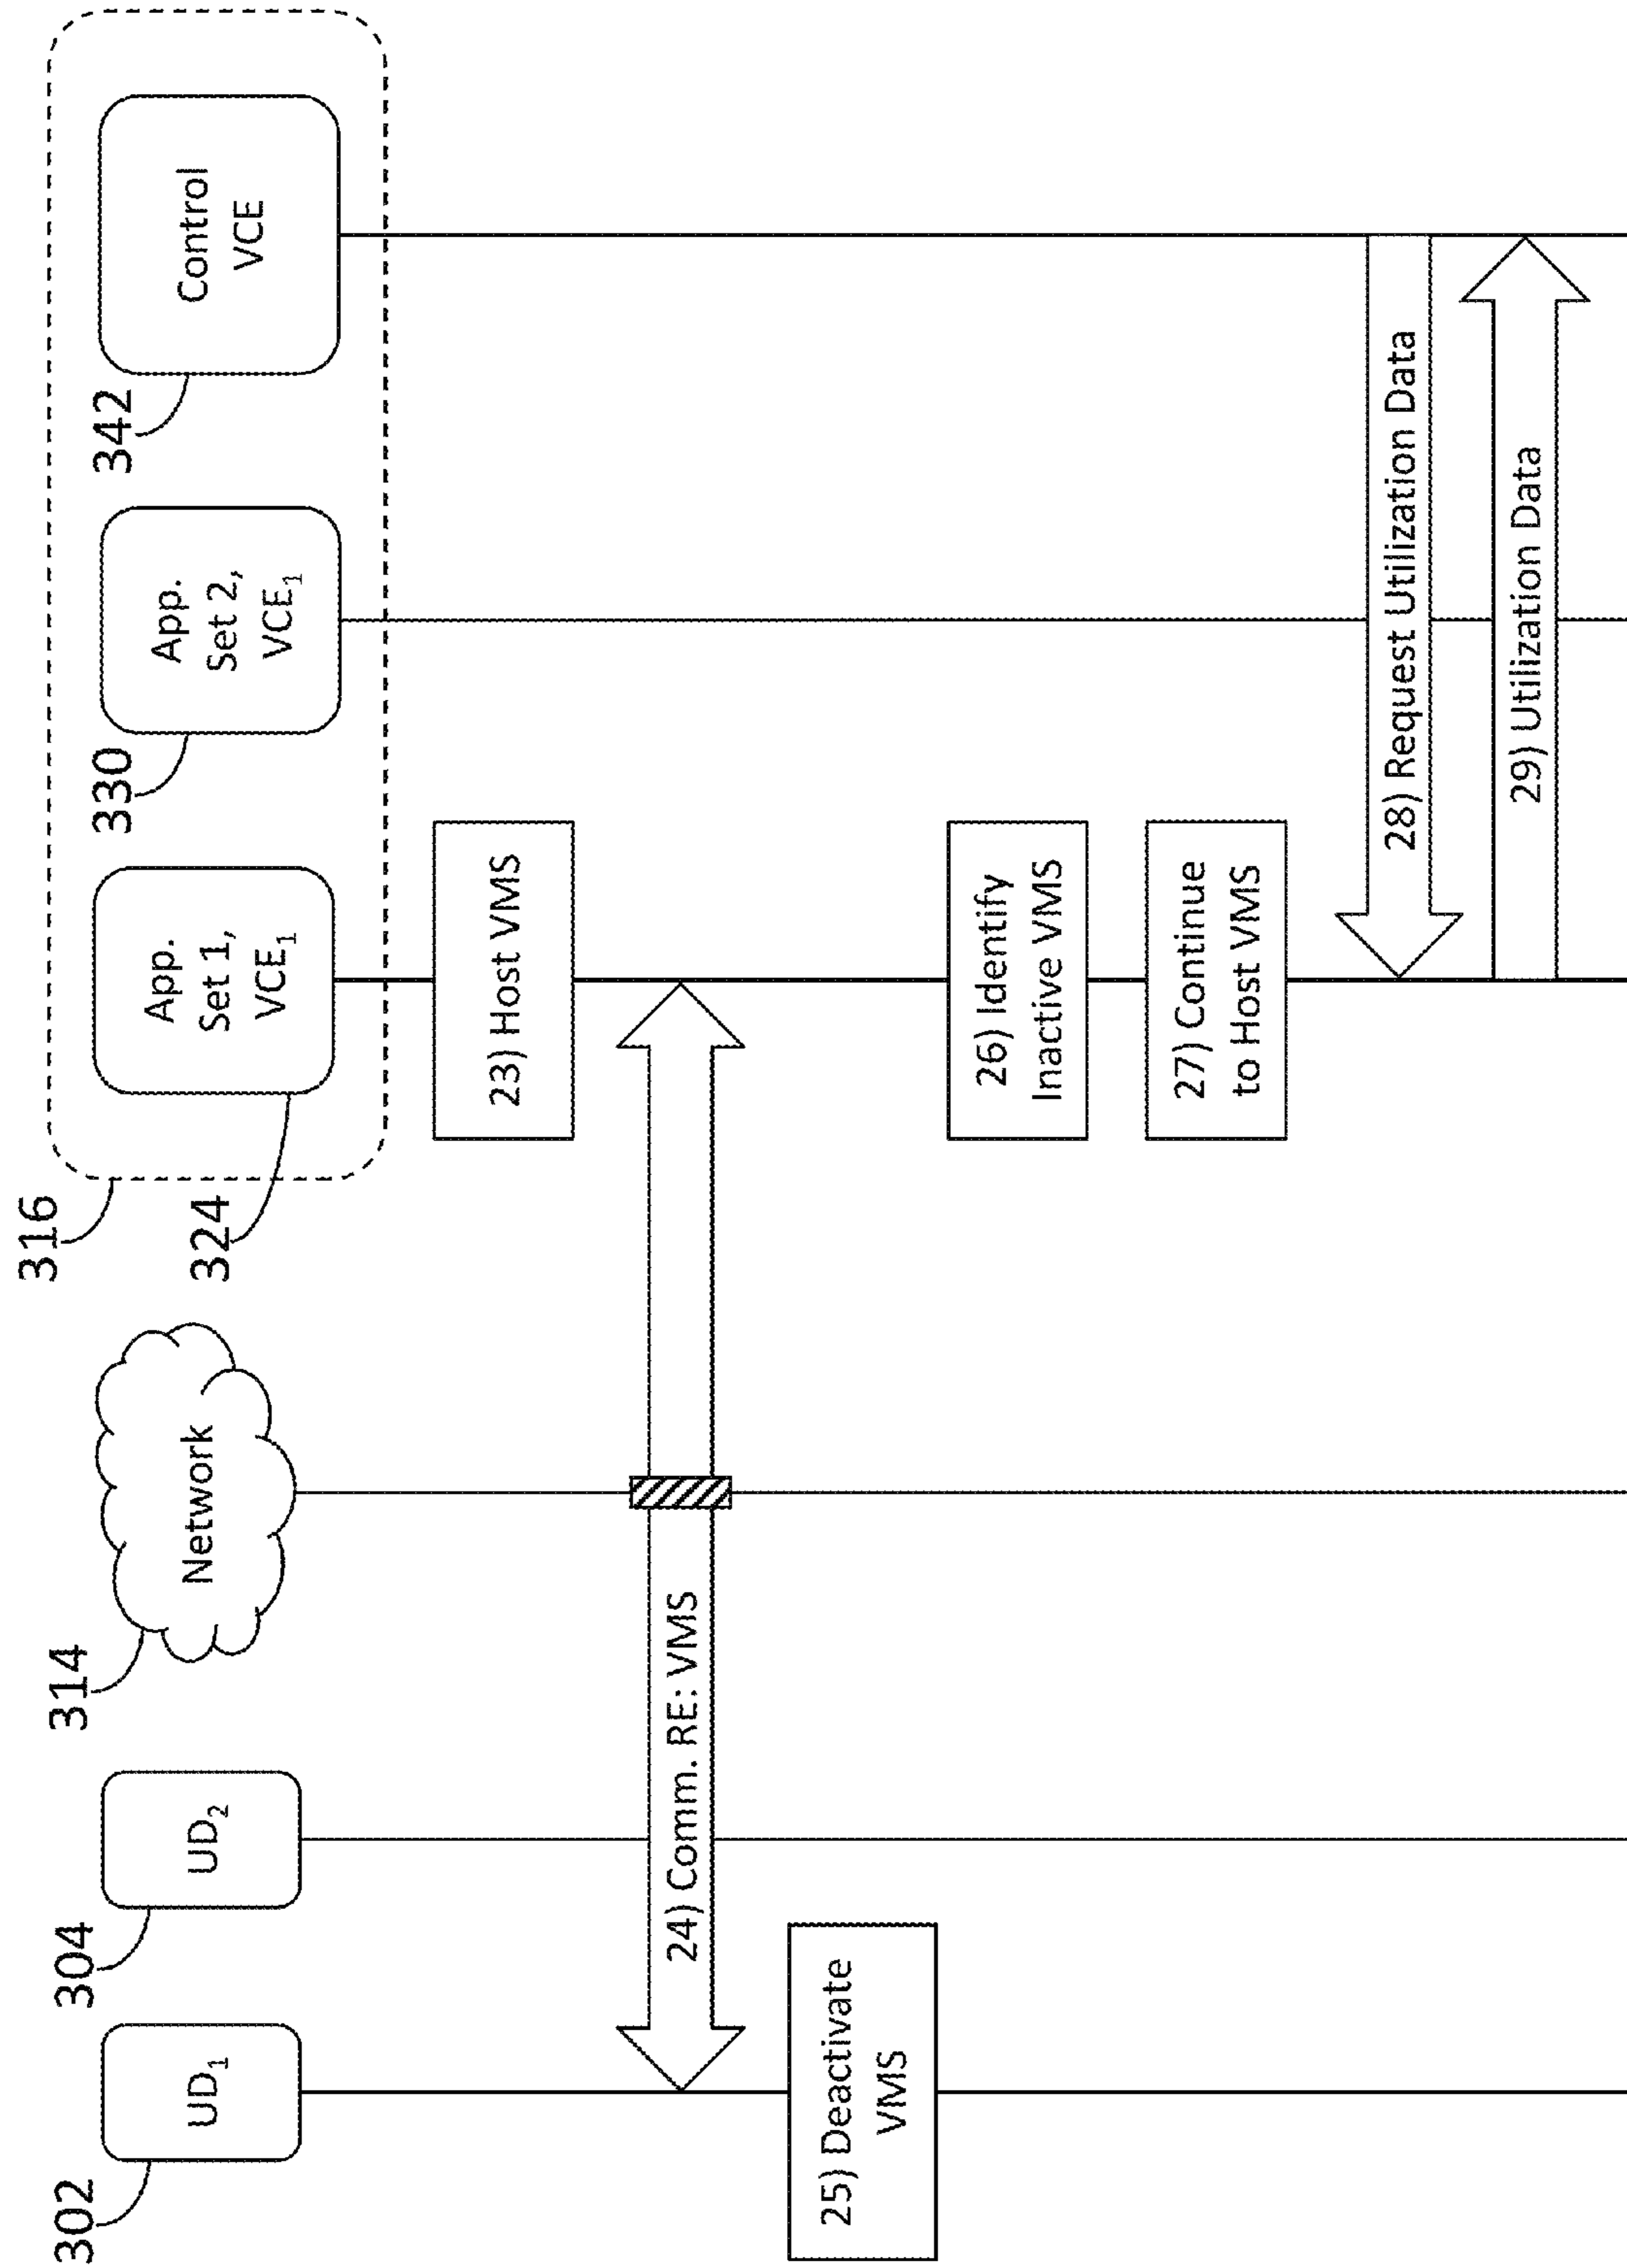 302
UD1
304
UD2
314
Network
316
324
App.
Set 1,
VCE1
330
App.
Set 2,
VCE1
342
Control
VCE
23) Host VMS
24) Comm. RE: VMS
25) Deactivate
VMS
26) Identify
Inactive VMS
27) Continue
to Host VMS
28) Request Utilization Data
29) Utilization Data